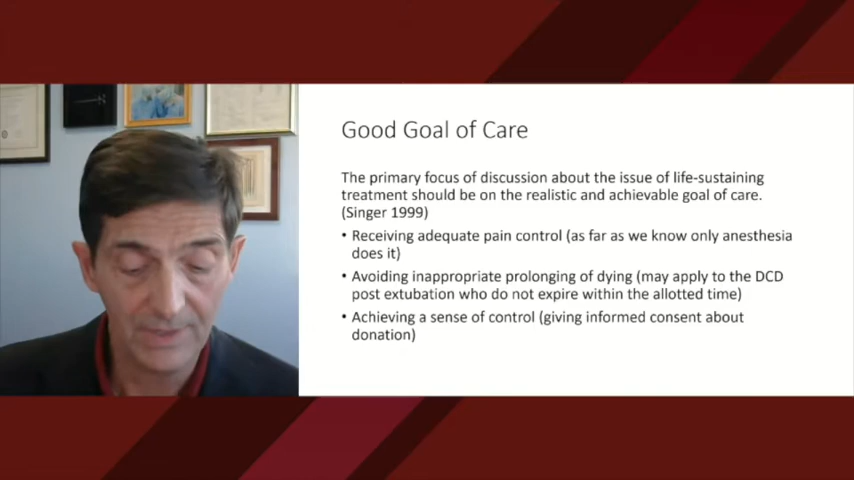 Good Goal of Care
The primary focus of discussion about the issue of life-sustaining
treatment should be on the realistic and achievable goal of care.
(Singer 1999)
• Receiving adequate pain control (as far as we know only anesthesia
does it)
• Avoiding inappropriate prolonging of dying (may apply to the DCD
post extubation who do not expire within the allotted time)
• Achieving a sense of control (giving informed consent about
donation)